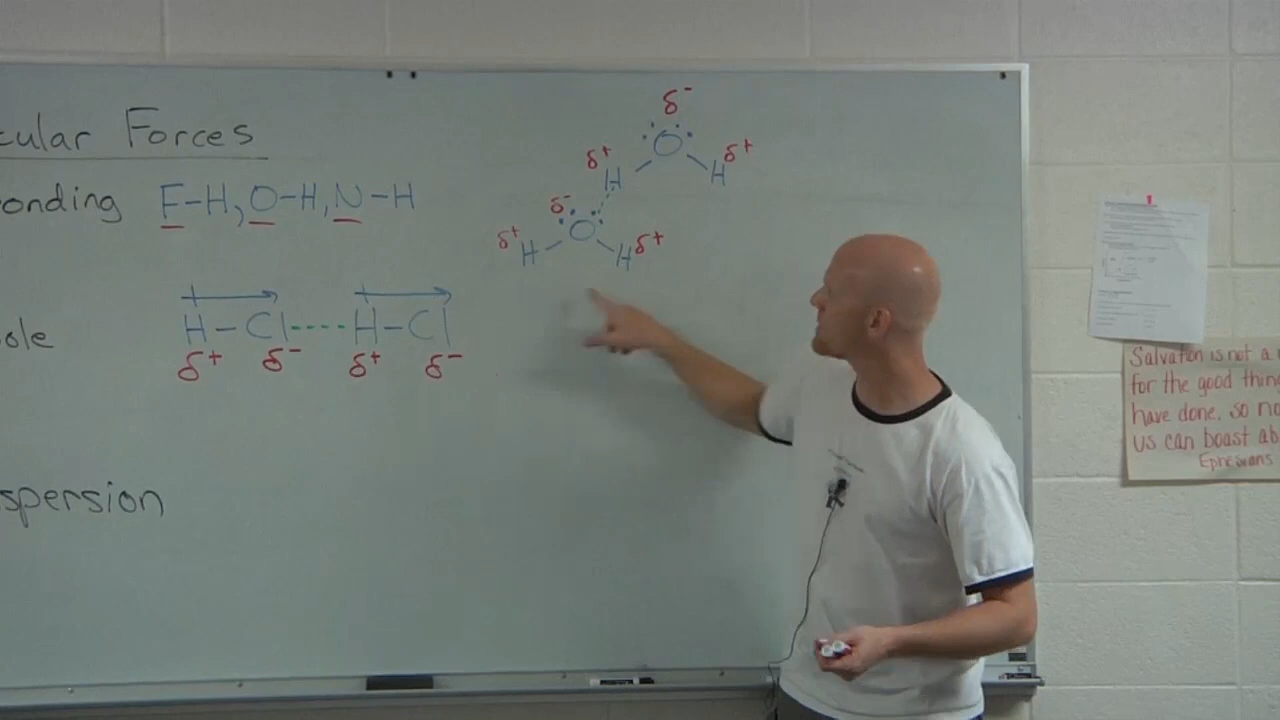 cular Forces
onding F-H, O-H, N-H
H-Cl----H-Cl
δ+ δ- δ+ δ-
ole
spersion
δ-
δ+ O δ+
H H
δ-
δ+ O δ+
H H
Salvation is not a
for the good thin
have done, so no
us can boast ab
Ephesians